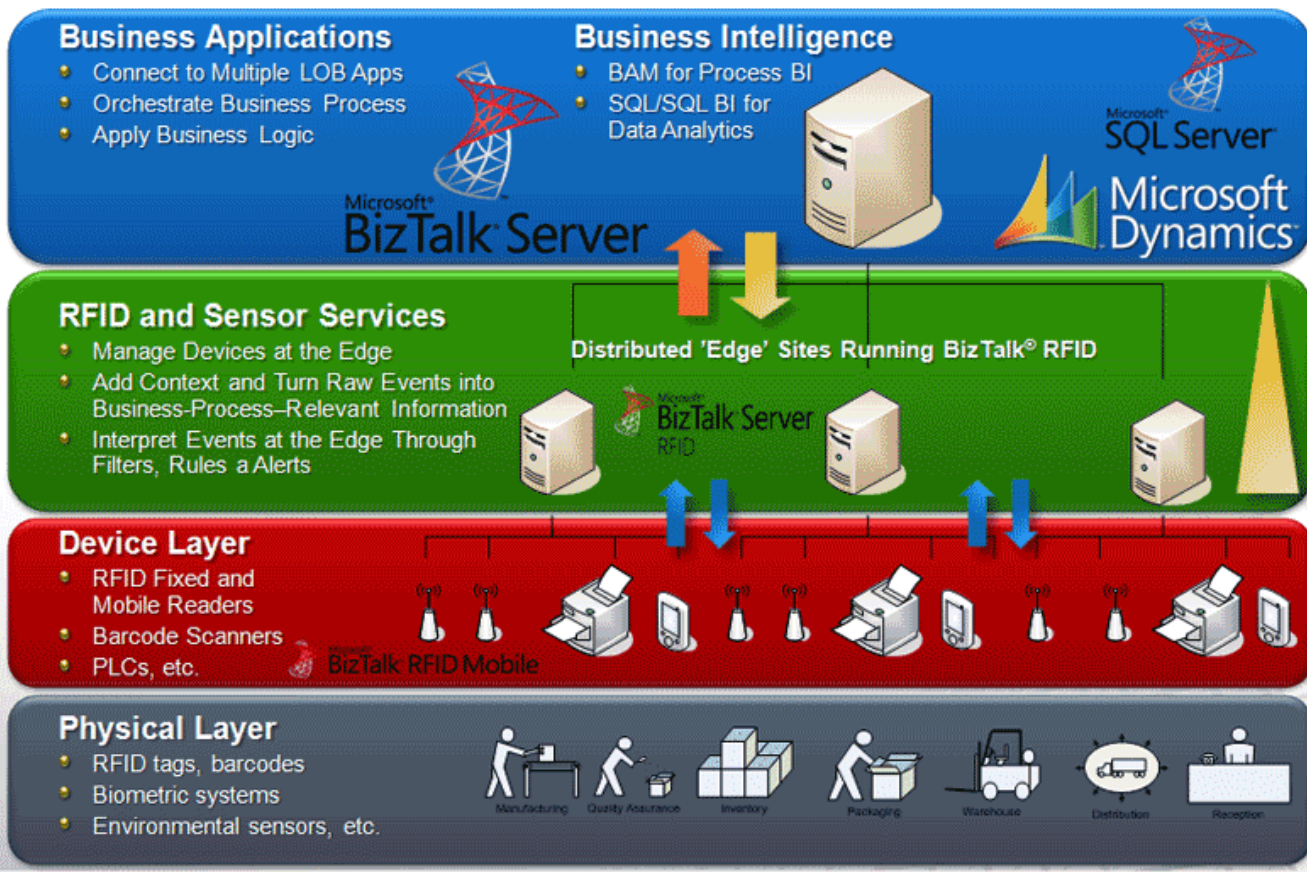 Business Applications
Connect to Multiple LOB Apps
Orchestrate Business Process
Apply Business Logic
Business Intelligence
BAM for Process BI
SQL/SQL BI for
Data Analytics
Microsoft®
BizTalk Server
Microsoft
SQL Server
Microsoft
Dynamics
RFID and Sensor Services
Manage Devices at the Edge
Add Context and Turn Raw Events into
Business-Process–Relevant Information
Interpret Events at the Edge Through
Filters, Rules a Alerts
Distributed 'Edge' Sites Running BizTalk® RFID
Microsoft
BizTalk Server
RFID
Device Layer
RFID Fixed and
Mobile Readers
Barcode Scanners
PLCs, etc.
Microsoft
BizTalk RFID Mobile
Physical Layer
RFID tags, barcodes
Biometric systems
Environmental sensors, etc.
Manufacturing
Quality Assurance
Inventory
Packaging
Warehouse
Distribution
Reception